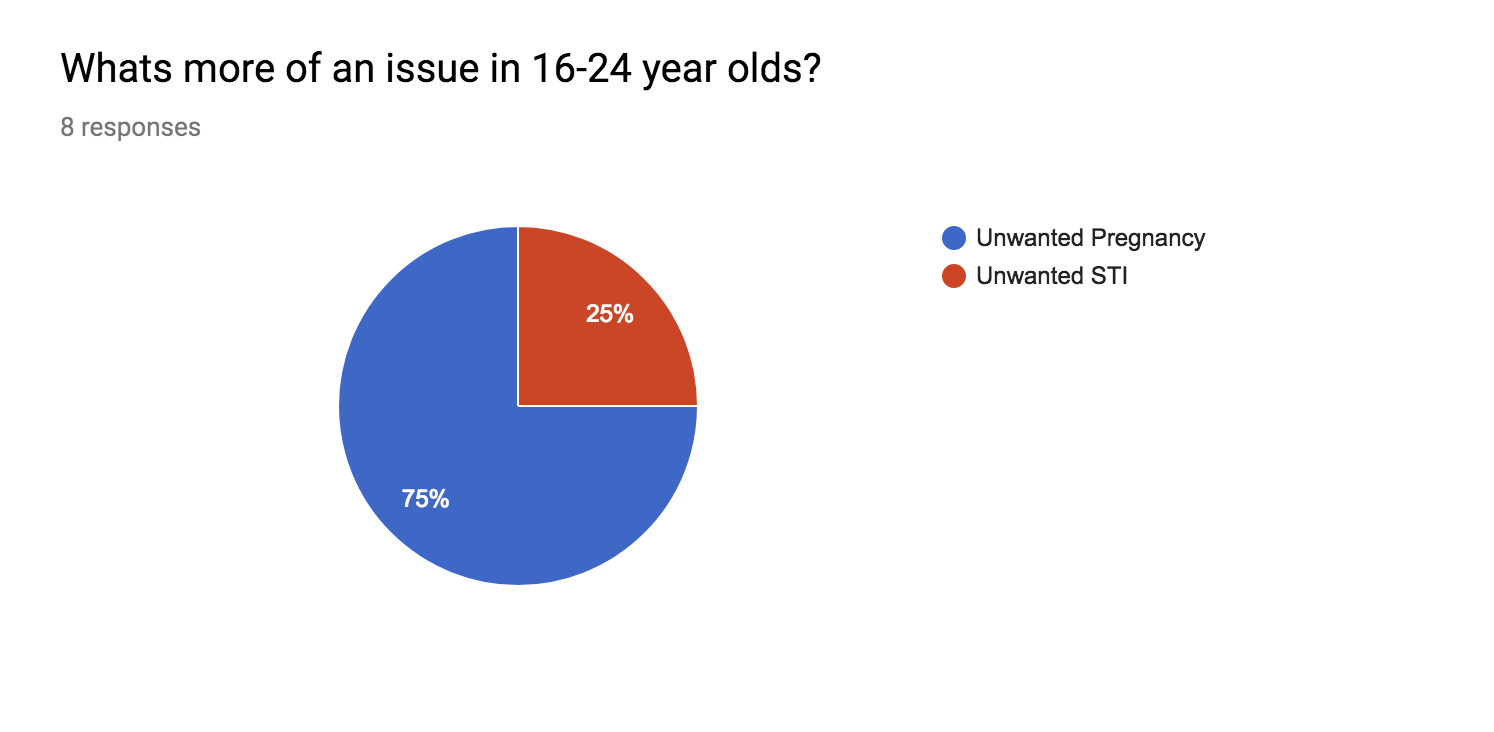 Whats more of an issue in 16-24 year olds?
8 responses
Unwanted Pregnancy
Unwanted STI
25%
75%